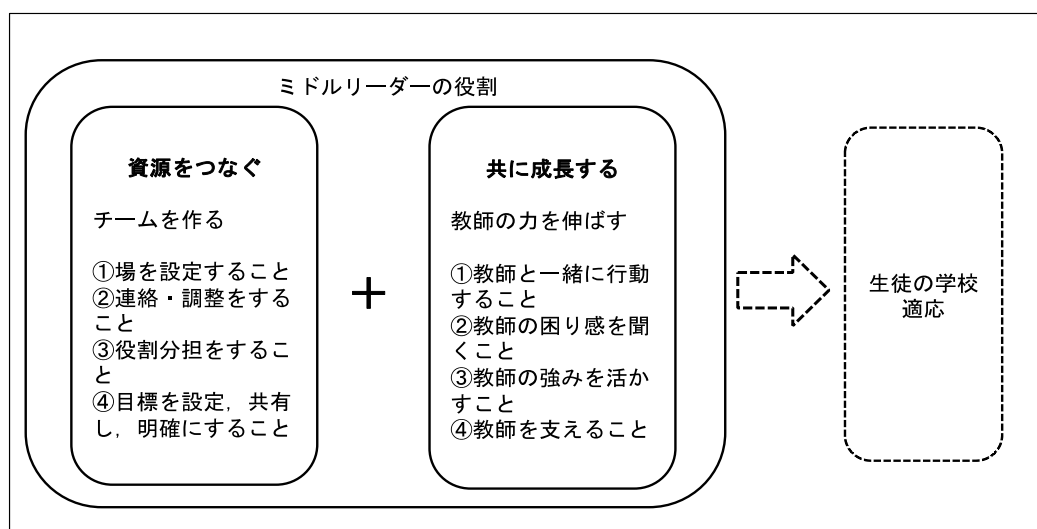 ミドルリーダーの役割
資源をつなぐ
チームを作る
①場を設定すること
②連絡・調整をする
こと
③役割分担をするこ
と
④目標を設定，共有
し，明確にすること
＋
共に成長する
教師の力を伸ばす
①教師と一緒に行動
すること
②教師の困り感を聞
くこと
③教師の強みを活か
すこと
④教師を支えること
生徒の学校
適応